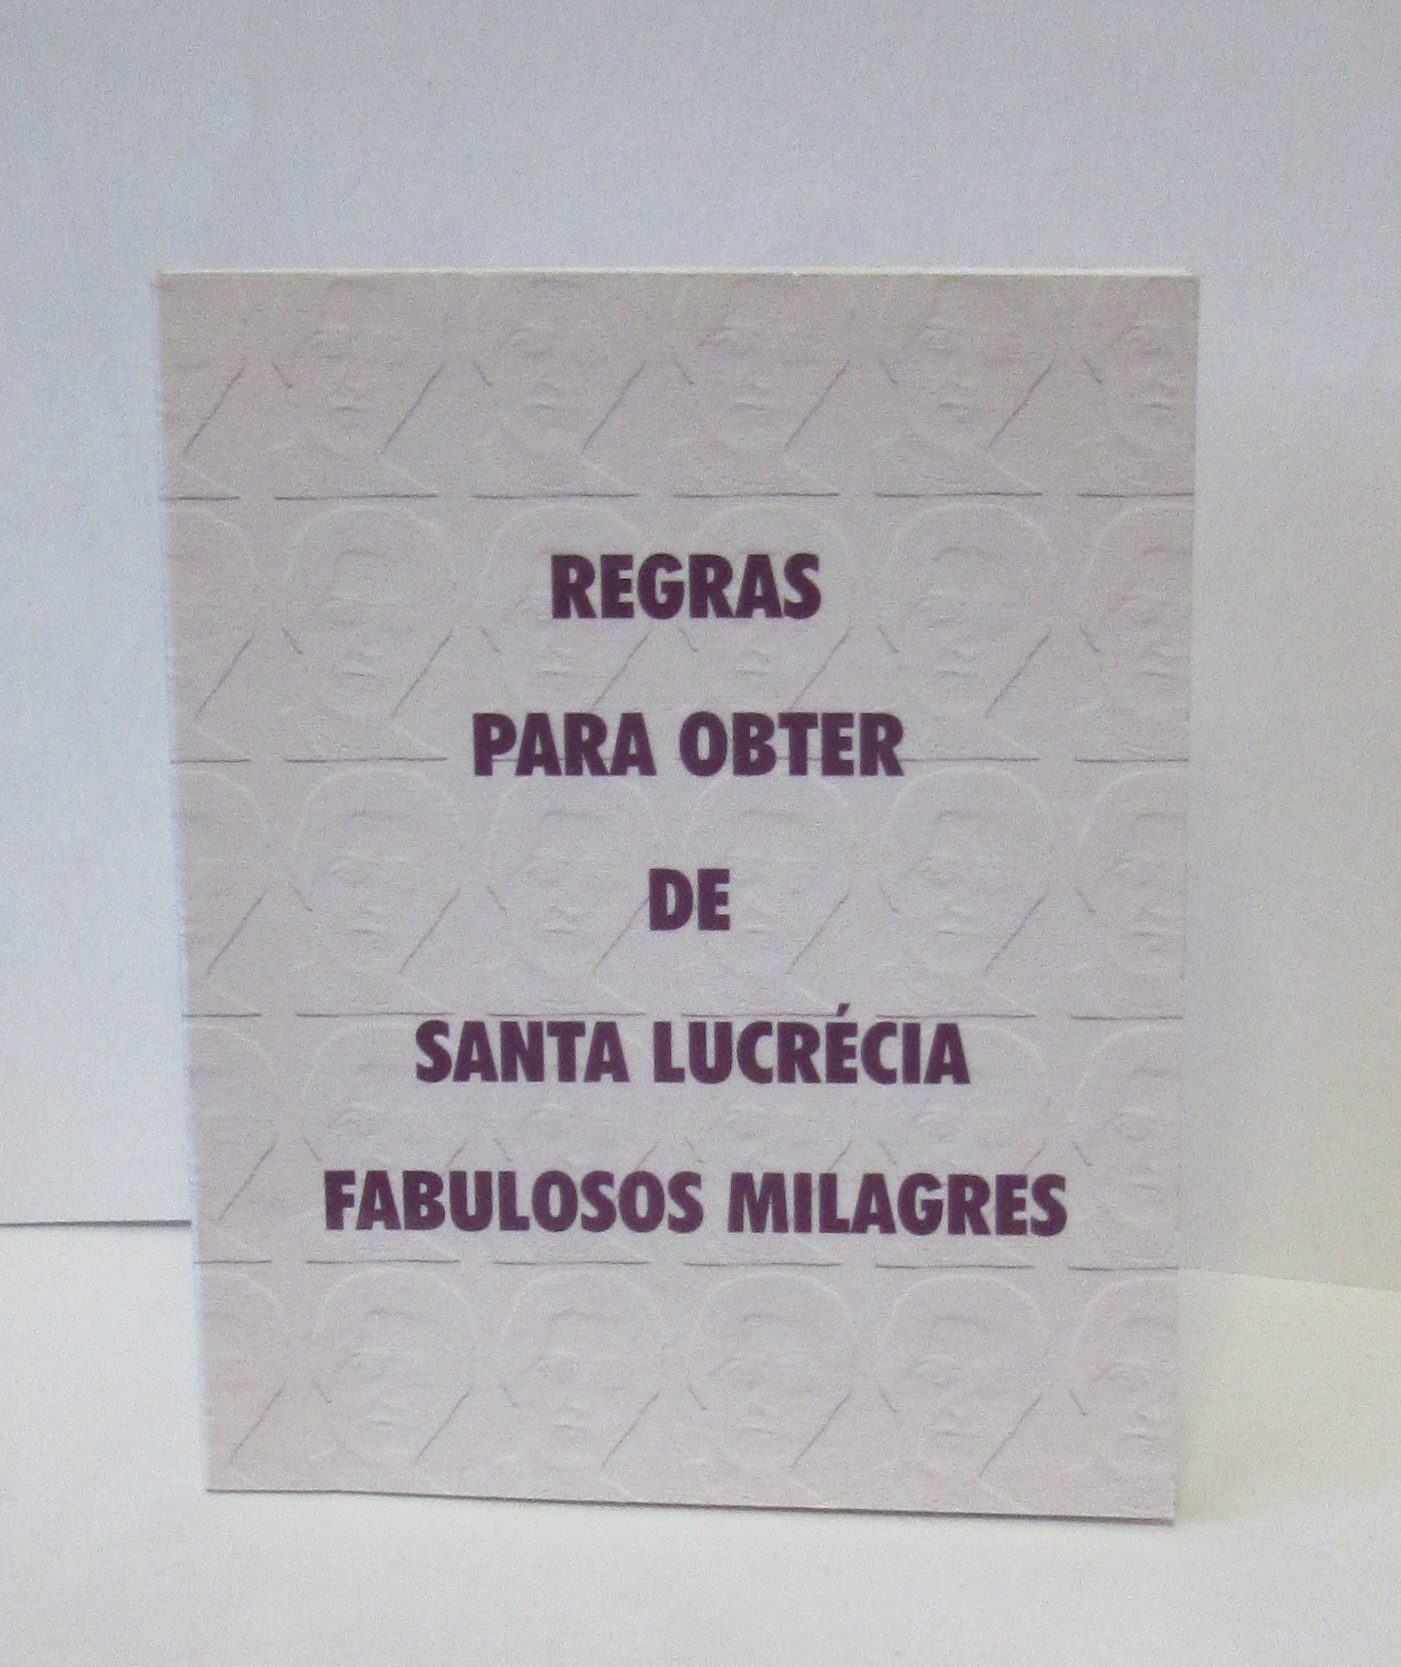 REGRAS
PARA OBTER
DE
SANTA LUCRÉCIA
FABULOSOS MILAGRES